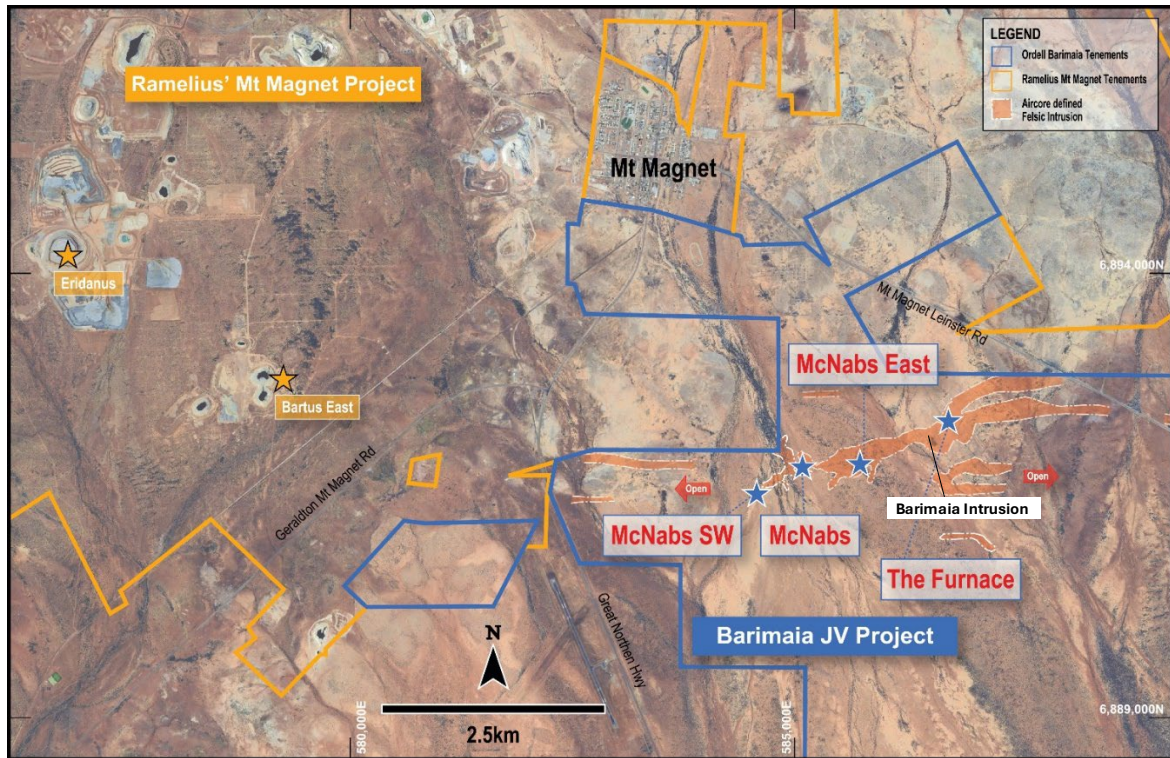 Ramelius' Mt Magnet Project
LEGEND
Ordell Barimaia Tenements
Ramelius Mt Magnet Tenements
Aircore defined
Felsic Intrusion
Mt Magnet
Eridanus
6,894,000N
Mt Magnet Leinster Rd
McNabs East
Bartus East
Geraldton Mt Magnet Rd
Open
Open
Barimaia Intrusion
McNabs SW
McNabs
The Furnace
Barimaia JV Project
Great Northen Hwy
N
2.5km
580,000E
585,000E
6,889,000N